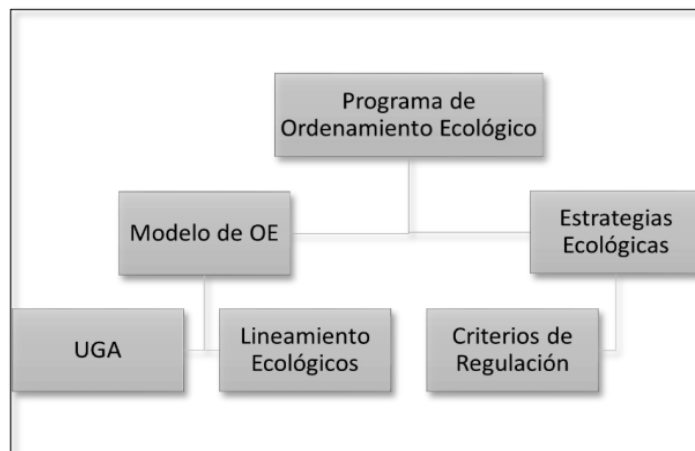 Programa de
Ordenamiento Ecológico
Modelo de OE
Estrategias
Ecológicas
UGA
Lineamiento
Ecológicos
Criterios de
Regulación